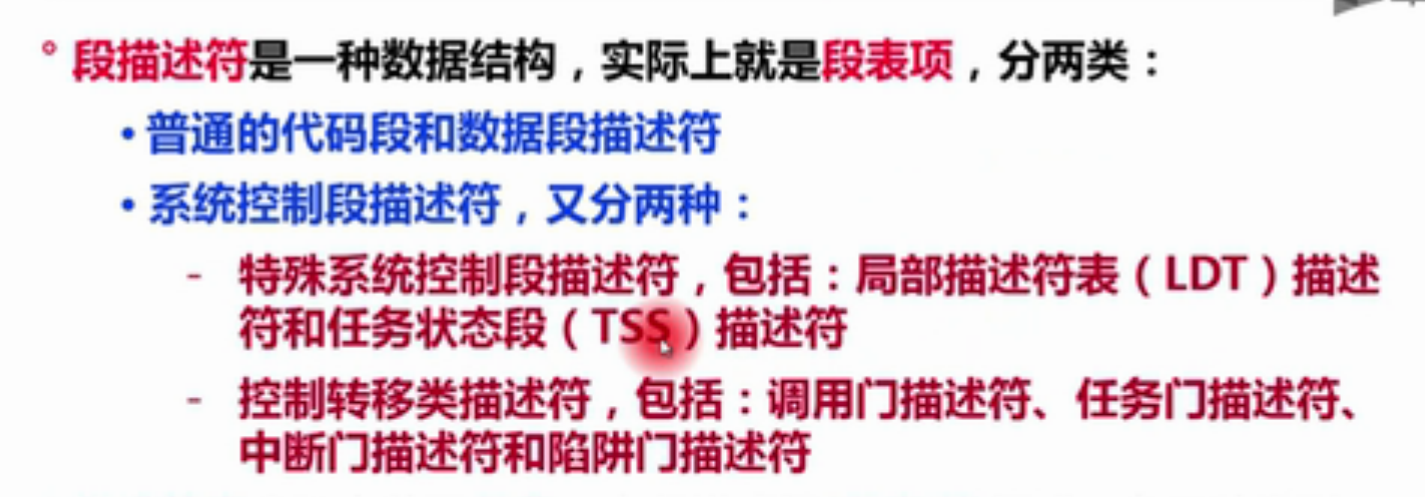 ° 段描述符是一种数据结构，实际上就是段表项，分两类：
• 普通的代码段和数据段描述符
• 系统控制段描述符，又分两种：
- 特殊系统控制段描述符，包括：局部描述符表（LDT）描述
符和任务状态段（TSS）描述符
- 控制转移类描述符，包括：调用门描述符、任务门描述符、
中断门描述符和陷阱门描述符